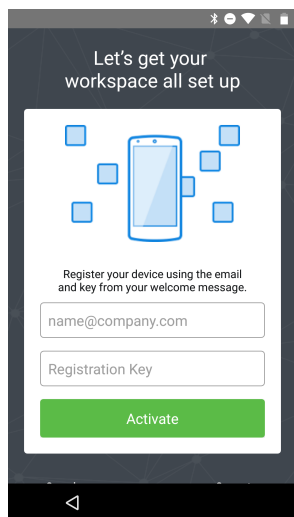 Let's get your
workspace all set up
Register your device using the email
and key from your welcome message.
name@company.com
Registration Key
Activate